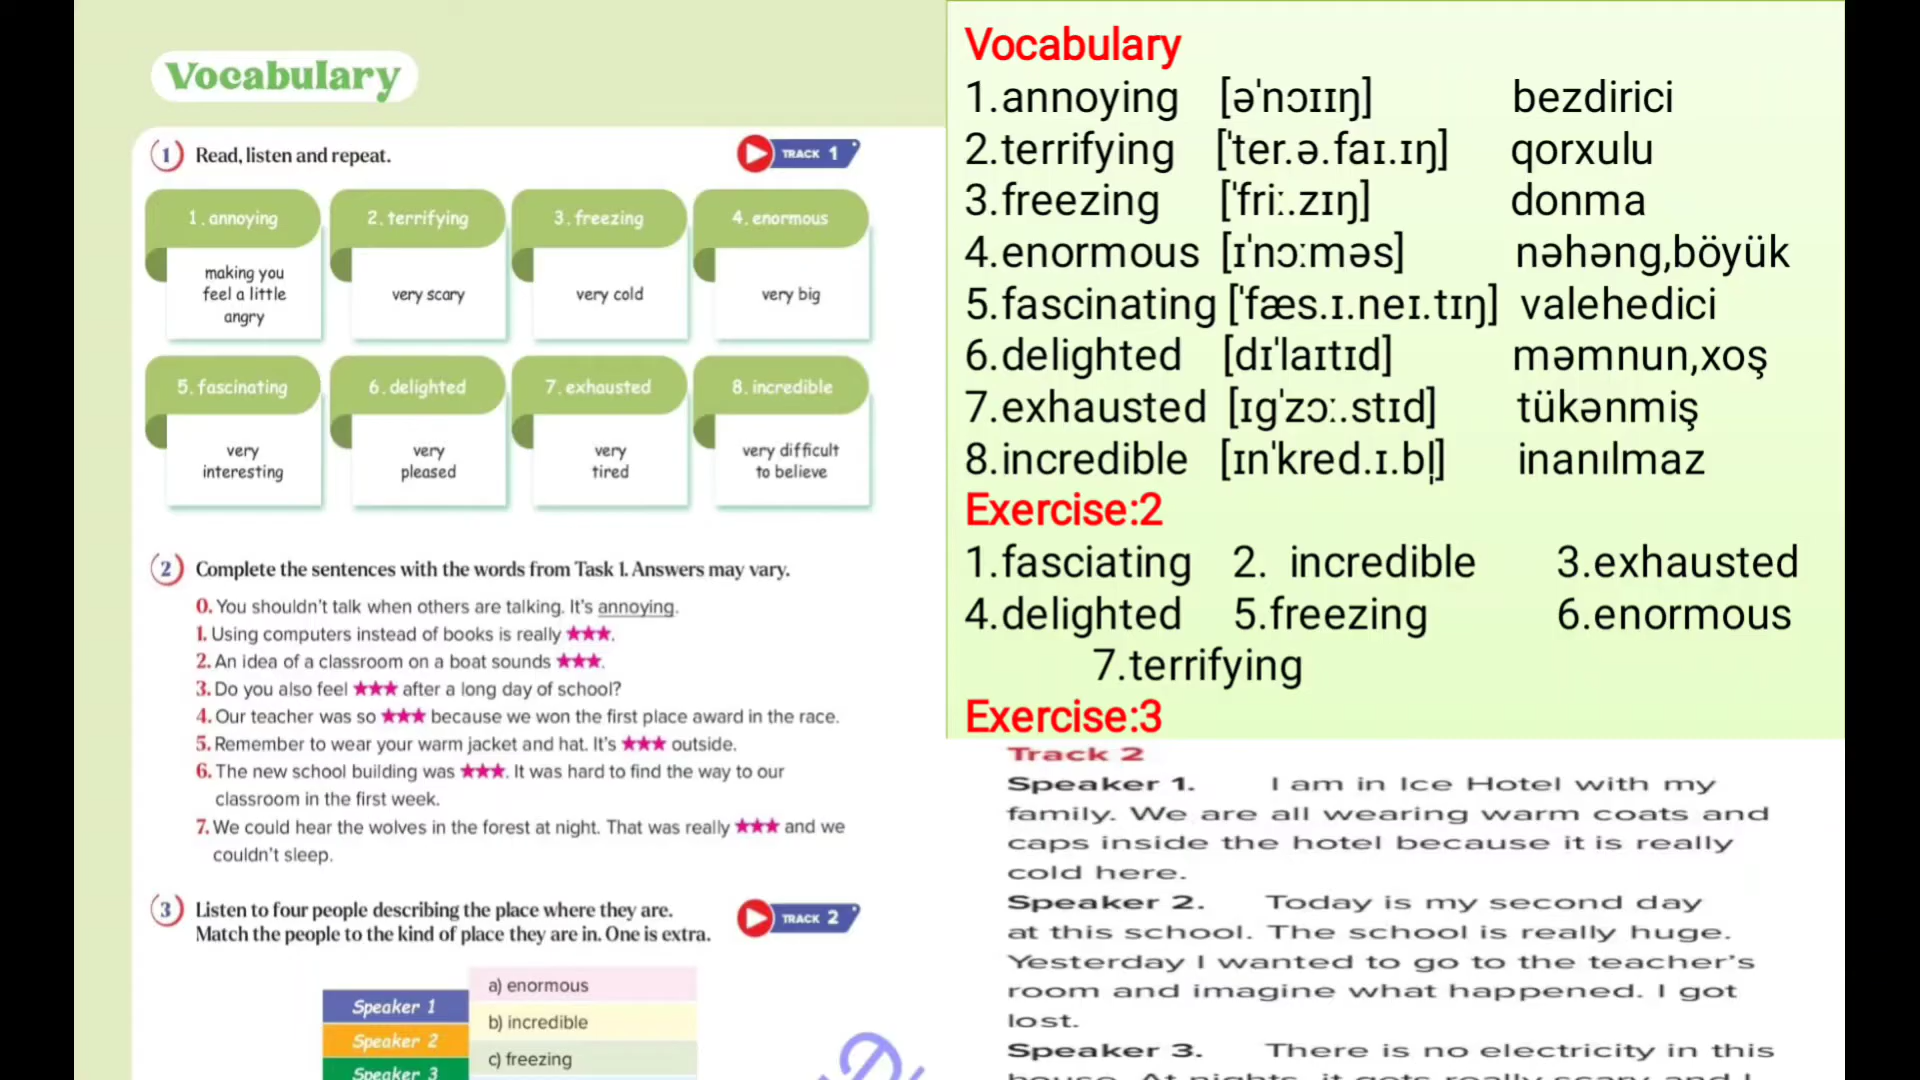 Vocabulary
1 Read, listen and repeat.
TRACK 1
1. annoying
making you
feel a little
angry
2. terrifying
very scary
3. freezing
very cold
4. enormous
very big
5. fascinating
very
interesting
6. delighted
very
pleased
7. exhausted
very
tired
8. incredible
very difficult
to believe
2 Complete the sentences with the words from Task 1. Answers may vary.
0. You shouldn't talk when others are talking. It's annoying.
1. Using computers instead of books is really ★★★.
2. An idea of a classroom on a boat sounds ★★★.
3. Do you also feel ★★★ after a long day of school?
4. Our teacher was so ★★★ because we won the first place award in the race.
5. Remember to wear your warm jacket and hat. It's ★★★ outside.
6. The new school building was ★★★. It was hard to find the way to our
classroom in the first week.
7. We could hear the wolves in the forest at night. That was really ★★★ and we
couldn't sleep.
3 Listen to four people describing the place where they are.
Match the people to the kind of place they are in. One is extra.
TRACK 2
Speaker 1
Speaker 2
Speaker 3
a) enormous
b) incredible
c) freezing
Vocabulary
1.annoying [əˈnɔɪɪŋ] bezdirici
2.terrifying [ˈter.ə.faɪ.ɪŋ] qorxulu
3.freezing [ˈfriː.zɪŋ] donma
4.enormous [ɪˈnɔːməs] nəhəng,böyük
5.fascinating [ˈfæs.ɪ.neɪ.tɪŋ] valehedici
6.delighted [dɪˈlaɪtɪd] məmnun,xoş
7.exhausted [ɪɡˈzɔː.stɪd] tükənmiş
8.incredible [ɪnˈkred.ɪ.bl̩] inanılmaz
Exercise:2
1.fasciating 2. incredible 3.exhausted
4.delighted 5.freezing 6.enormous
7.terrifying
Exercise:3
Track 2
Speaker 1. I am in Ice Hotel with my
family. We are all wearing warm coats and
caps inside the hotel because it is really
cold here.
Speaker 2. Today is my second day
at this school. The school is really huge.
Yesterday I wanted to go to the teacher's
room and imagine what happened. I got
lost.
Speaker 3. There is no electricity in this
house. At nights, it gets really scary and I